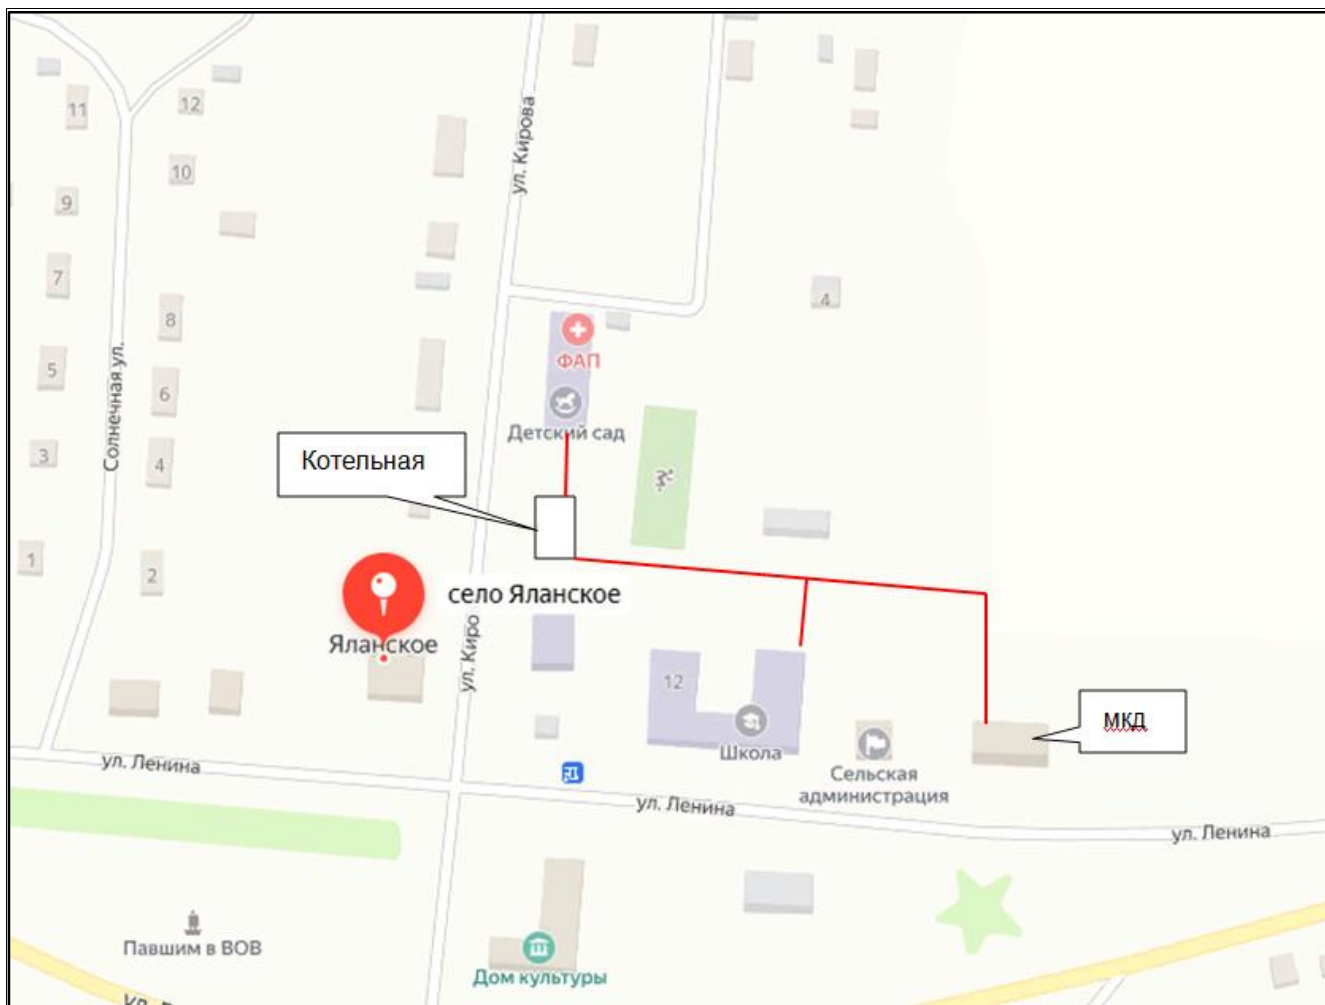 11
12
ул. Кирова
10
9
7
4
8
ФАП
5
Солнечная ул.
6
Детский сад
3
4
Котельная
1
2
село Яланское
Яланское
ул. Киро
12
МКД
Школа
ул. Ленина
Сельская
администрация
ул. Ленина
ул. Ленина
Павшим в ВОВ
Дом культуры